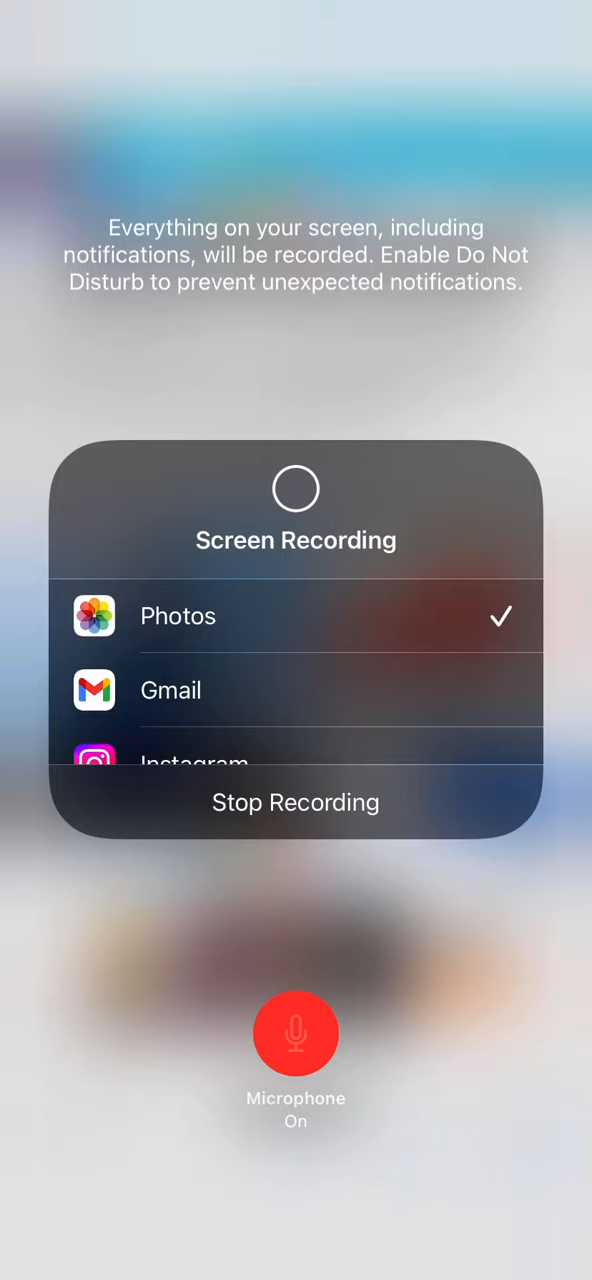 Everything on your screen, including
notifications, will be recorded. Enable Do Not
Disturb to prevent unexpected notifications.
Screen Recording
Photos
Gmail
Instagram
Stop Recording
Microphone
On